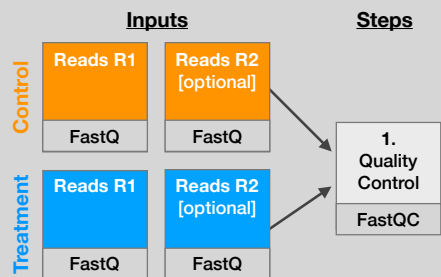 Inputs
Steps
Control
Reads R1
FastQ
Reads R2
[optional]
FastQ
Treatment
Reads R1
FastQ
Reads R2
[optional]
FastQ
1.
Quality
Control
FastQC